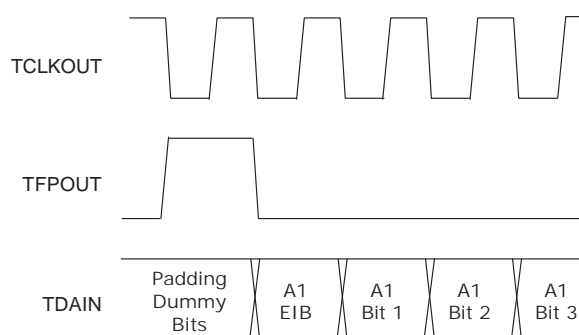 TCLKOUT
TFPOUT
TDAIN
Padding
Dummy
Bits
A1
EIB
A1
Bit 1
A1
Bit 2
A1
Bit 3